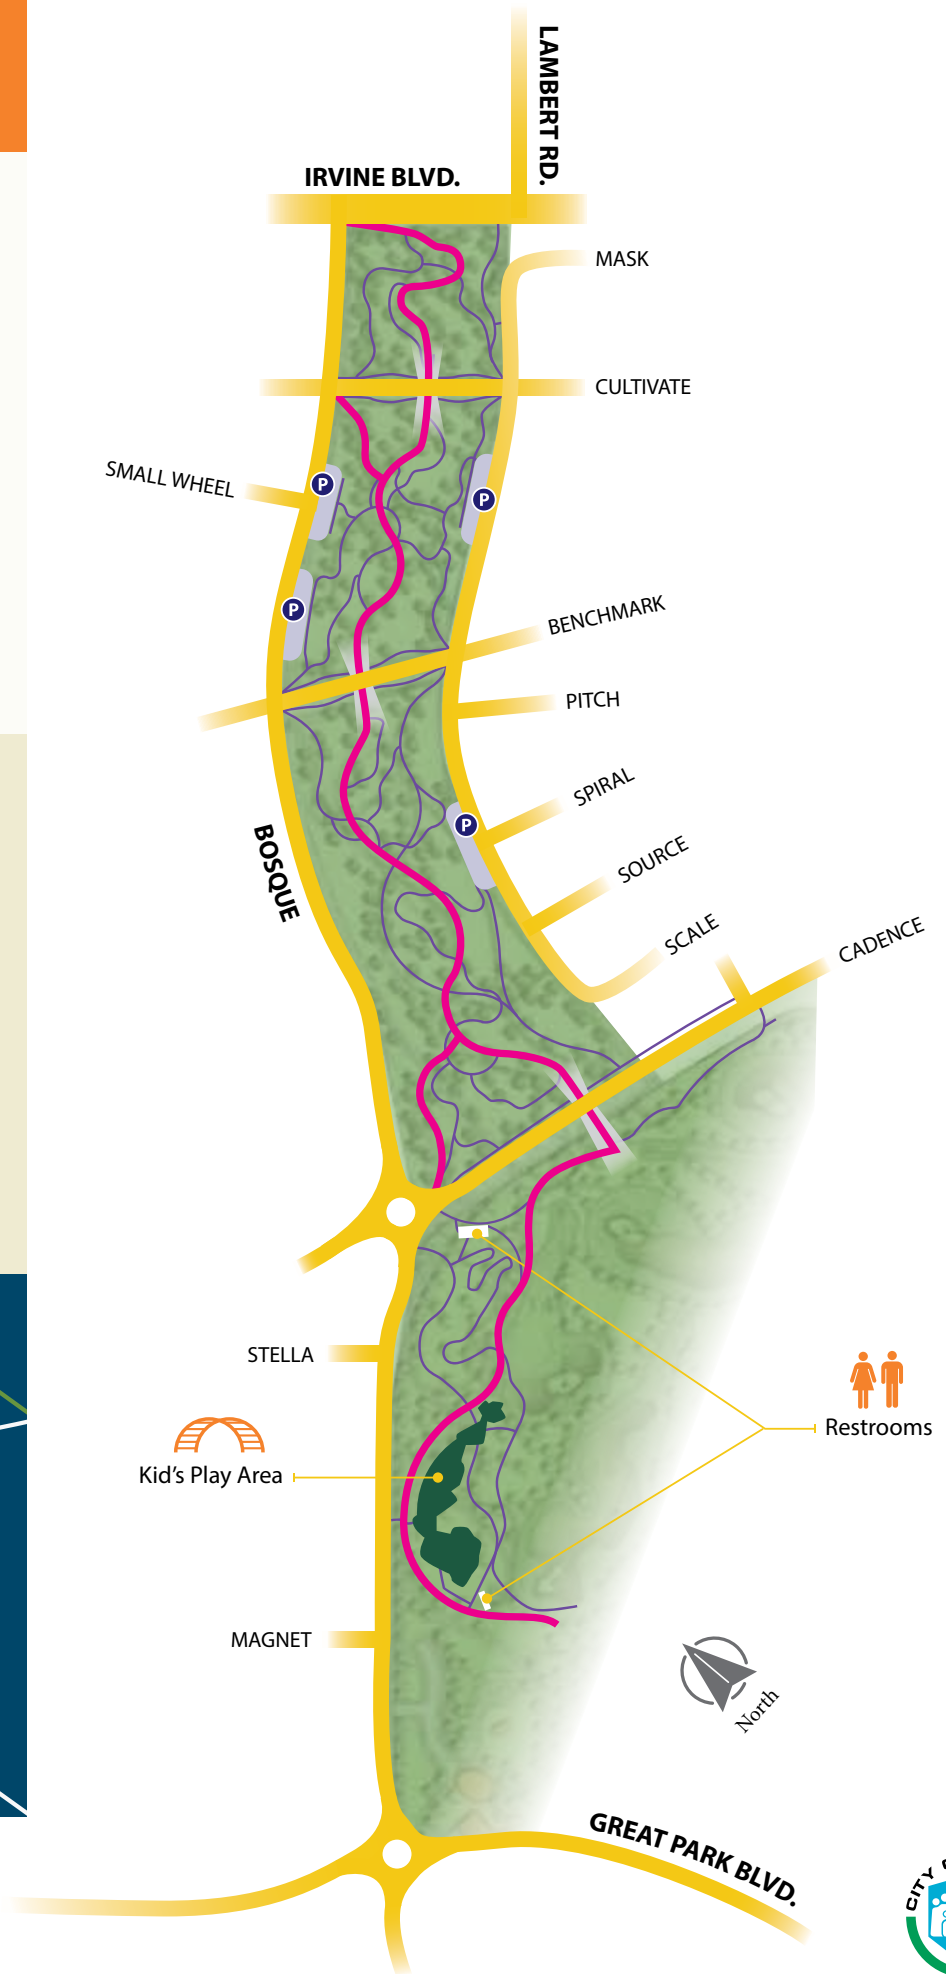 LAMBERT RD.
IRVINE BLVD.
MASK
CULTIVATE
SMALL WHEEL
P
P
P
BENCHMARK
PITCH
SPIRAL
P
BOSQUE
SOURCE
SCALE
CADENCE
STELLA
Restrooms
Kid's Play Area
MAGNET
North
GREAT PARK BLVD.
CITY